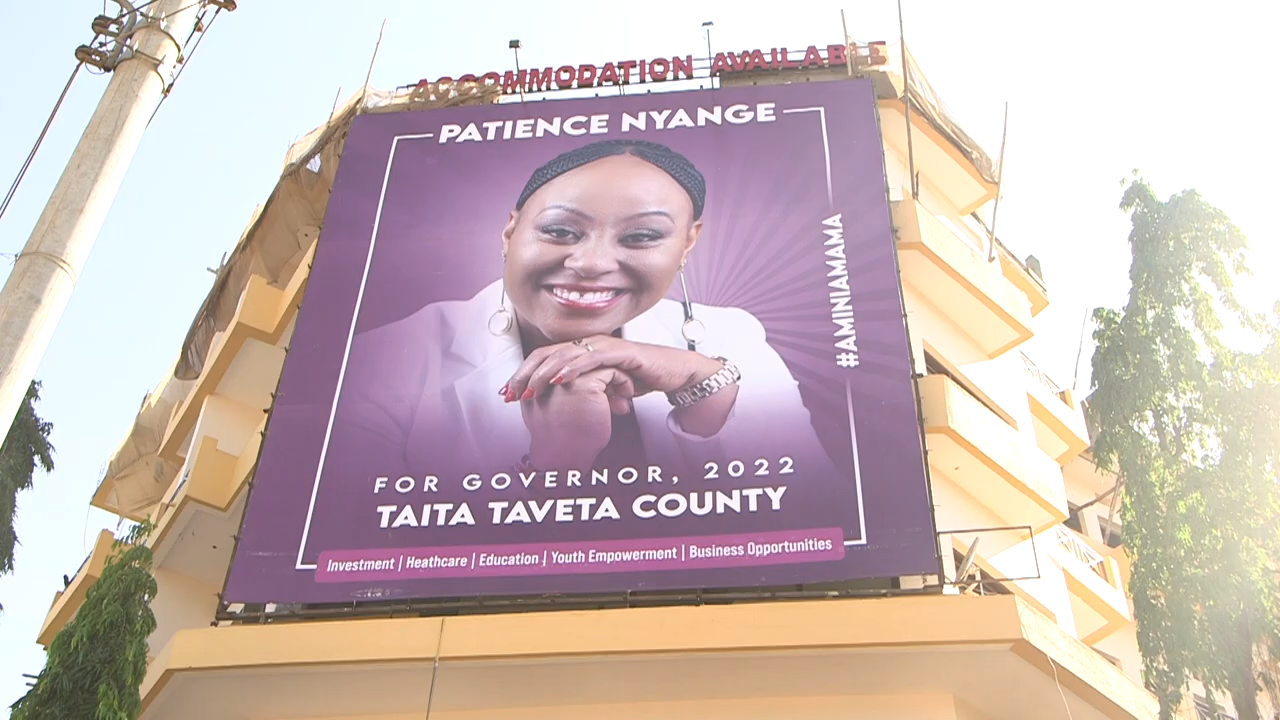 ACCOMMODATION AVAILABLE
PATIENCE NYANGE
#AMINIAMAMA
FOR GOVERNOR, 2022
TAITA TAVETA COUNTY
Investment | Heathcare | Education | Youth Empowerment | Business Opportunities